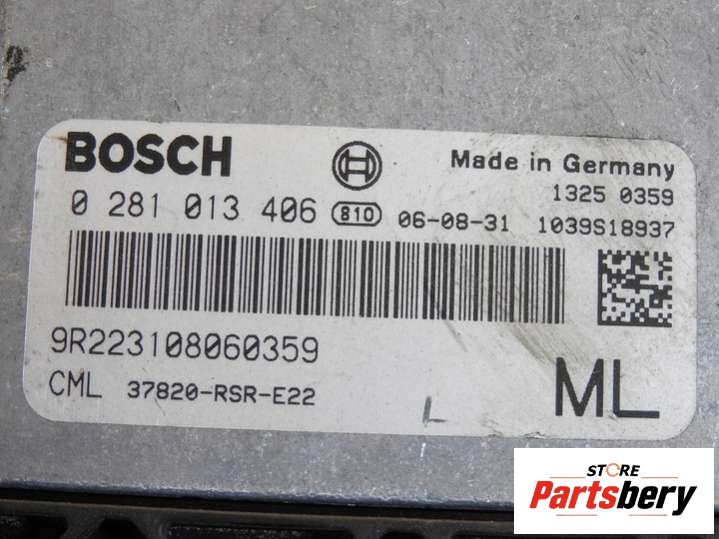 BOSCH
Made in Germany
1325 0359
0 281 013 406 810 06-08-31 1039S18937
9R223108060359
CML 37820-RSR-E22
L
ML
STORE
Partsbery